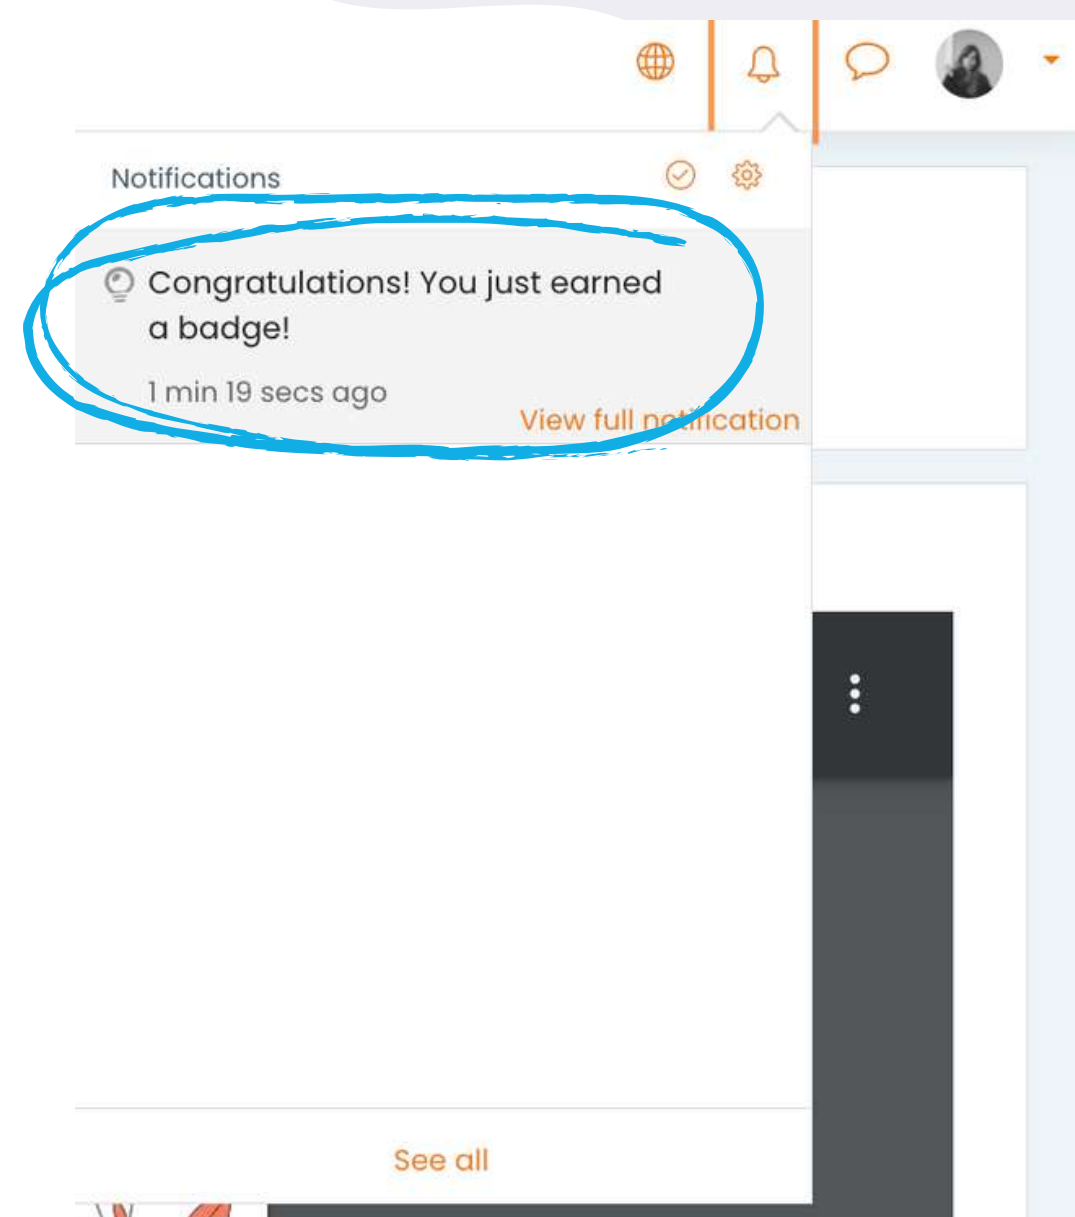 Notifications
Congratulations! You just earned
a badge!
1 min 19 secs ago
View full notification
See all